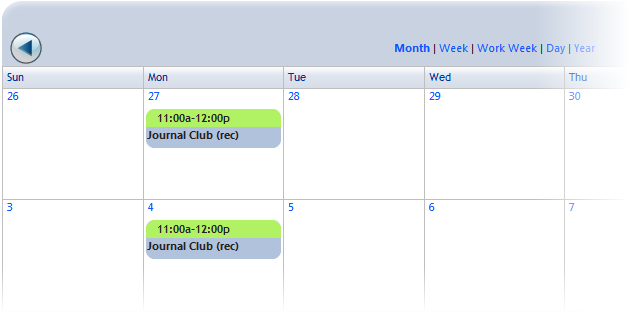 Month | Week | Work Week | Day | Year
Sun Mon Tue Wed Thu
26 27 28 29 30
11:00a-12:00p
Journal Club (rec)
3 4 5 6 7
11:00a-12:00p
Journal Club (rec)